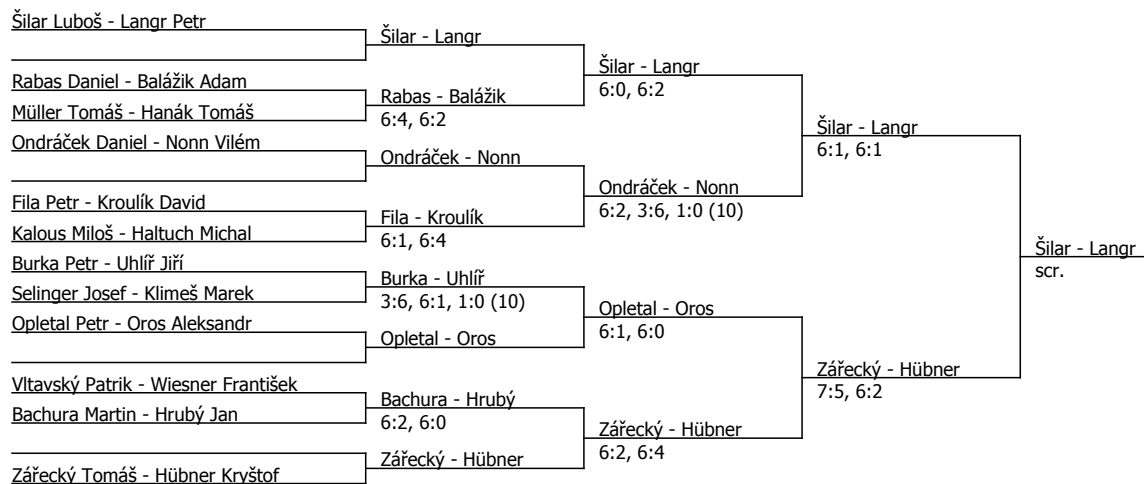 Šilar Luboš - Langr Petr
Šilar - Langr
Šilar - Langr
6:0, 6:2
Rabas Daniel - Balážik Adam
Rabas - Balážik
6:4, 6:2
Müller Tomáš - Hanák Tomáš
Šilar - Langr
6:1, 6:1
Ondráček Daniel - Nonn Vilém
Ondráček - Nonn
Ondráček - Nonn
6:2, 3:6, 1:0 (10)
Fila Petr - Kroulík David
Fila - Kroulík
6:1, 6:4
Kalous Miloš - Haltuch Michal
Šilar - Langr
scr.
Burka Petr - Uhlíř Jiří
Burka - Uhlíř
3:6, 6:1, 1:0 (10)
Selinger Josef - Klimeš Marek
Opletal - Oros
6:1, 6:0
Opletal Petr - Oros Aleksandr
Opletal - Oros
Zářecký - Hübner
7:5, 6:2
Vltavský Patrik - Wiesner František
Bachura - Hrubý
6:2, 6:0
Bachura Martin - Hrubý Jan
Zářecký - Hübner
6:2, 6:4
Zářecký - Hübner
Zářecký Tomáš - Hübner Kryštof